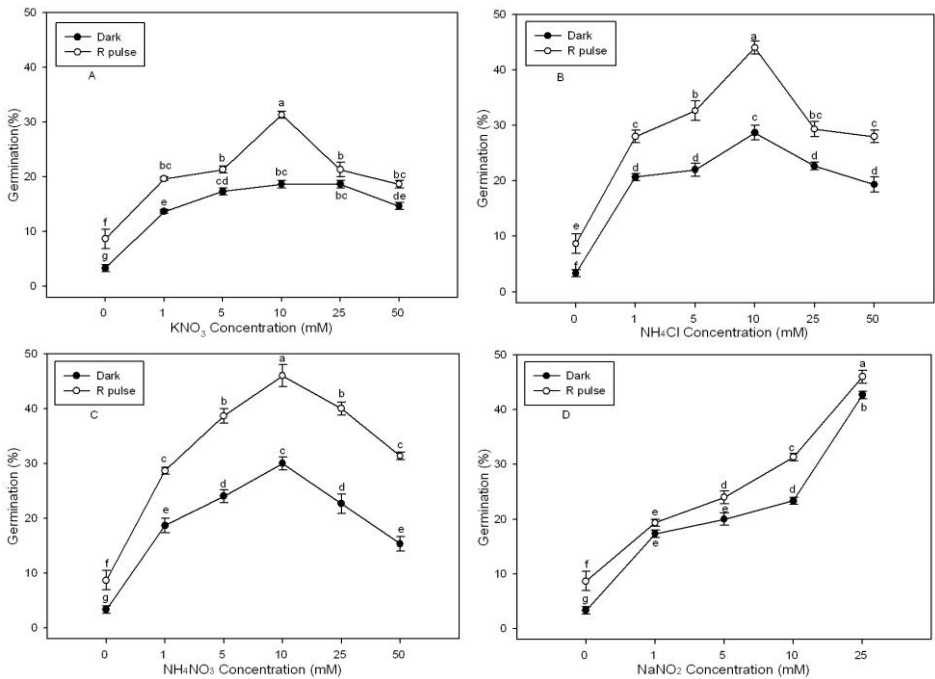 50
40
30
20
10
0
Germination(%)
Dark
R pulse
A
a
bc
b
bc
b
bc
f
e
cd
bc
de
g
0 1 5 10 25 50
KNO3 Concentration (mM)
50
40
30
20
10
0
Germination (%)
Dark
R pulse
B
a
b
c
c
bc
c
e
d
d
d
d
f
0 1 5 10 25 50
NH4Cl Concentration (mM)
50
40
30
20
10
0
Germination (%)
Dark
R pulse
C
a
b
b
c
c
c
d
d
e
e
f
g
0 1 5 10 25 50
NH4NO3 Concentration (mM)
50
40
30
20
10
0
Germination (%)
Dark
R pulse
D
a
b
c
d
d
e
e
e
f
g
0 1 5 10 25
NaNO2 Concentration (mM)